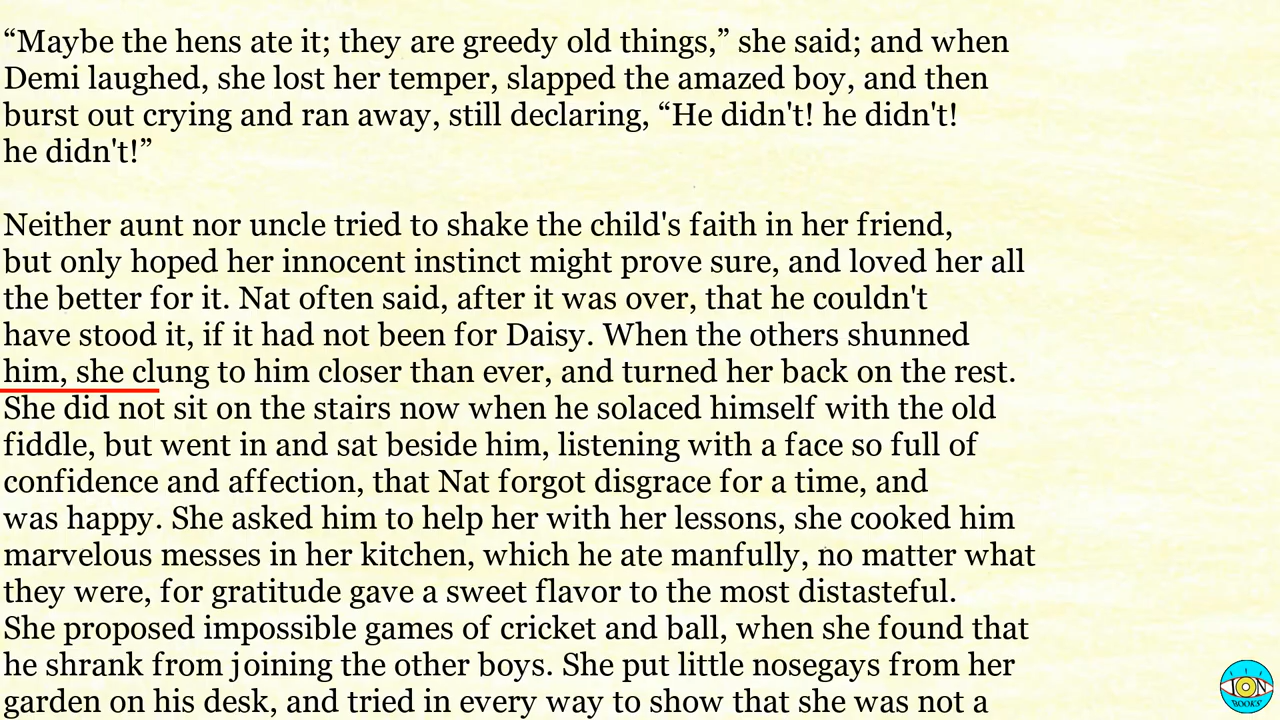 “Maybe the hens ate it; they are greedy old things,” she said; and when
Demi laughed, she lost her temper, slapped the amazed boy, and then
burst out crying and ran away, still declaring, “He didn't! he didn't!
he didn't!”
Neither aunt nor uncle tried to shake the child's faith in her friend,
but only hoped her innocent instinct might prove sure, and loved her all
the better for it. Nat often said, after it was over, that he couldn't
have stood it, if it had not been for Daisy. When the others shunned
him, she clung to him closer than ever, and turned her back on the rest.
She did not sit on the stairs now when he solaced himself with the old
fiddle, but went in and sat beside him, listening with a face so full of
confidence and affection, that Nat forgot disgrace for a time, and
was happy. She asked him to help her with her lessons, she cooked him
marvelous messes in her kitchen, which he ate manfully, no matter what
they were, for gratitude gave a sweet flavor to the most distasteful.
She proposed impossible games of cricket and ball, when she found that
he shrank from joining the other boys. She put little nosegays from her
garden on his desk, and tried in every way to show that she was not a
ION
BOOKS